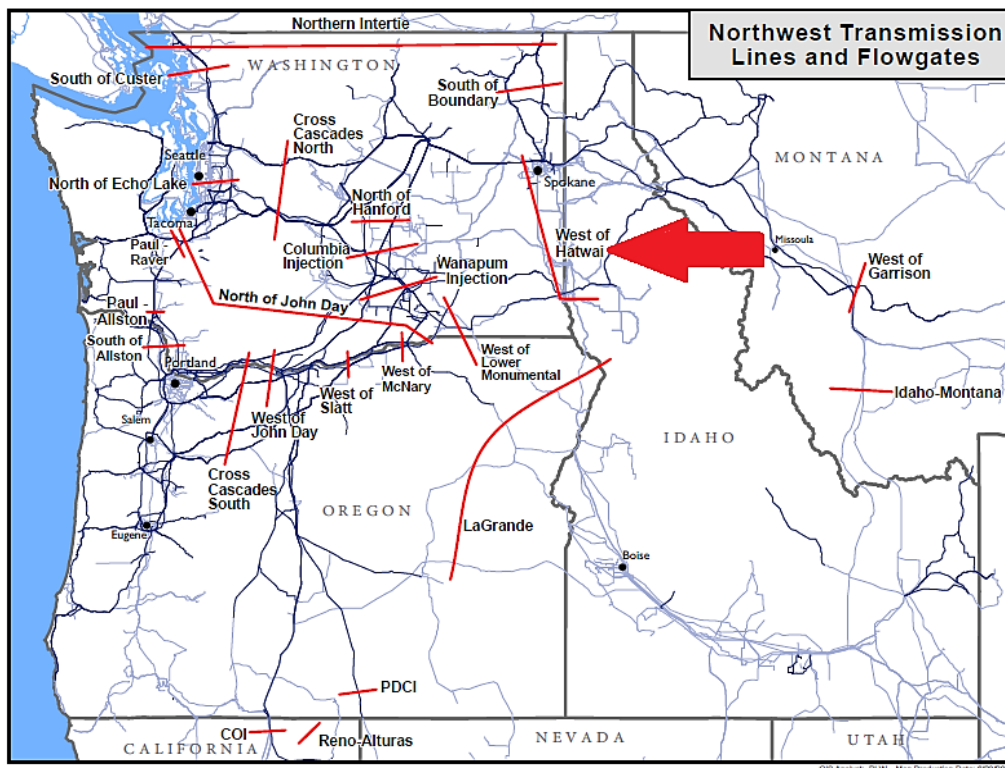 Northern Intertie
Northwest Transmission
Lines and Flowgates
WASHINGTON
South of Custer
South of
Boundary
Cross
Cascades
North
Seattle
MONTANA
North of Echo Lake
Spokane
North of
Hanford
Tacoma
Paul -
Raver
Columbia
Injection
West of
Hatwai
Missoula
West of
Garrison
Wanapum
Injection
North of John Day
Paul -
Allston
South of
Allston
Portland
West of
Lower
Monumental
West of
McNary
West of
Slatt
West of
John Day
Idaho-Montana
Salem
IDAHO
Cross
Cascades
South
OREGON
LaGrande
Eugene
Boise
PDCI
COI
Reno-Alturas
CALIFORNIA
NEVADA
UTAH